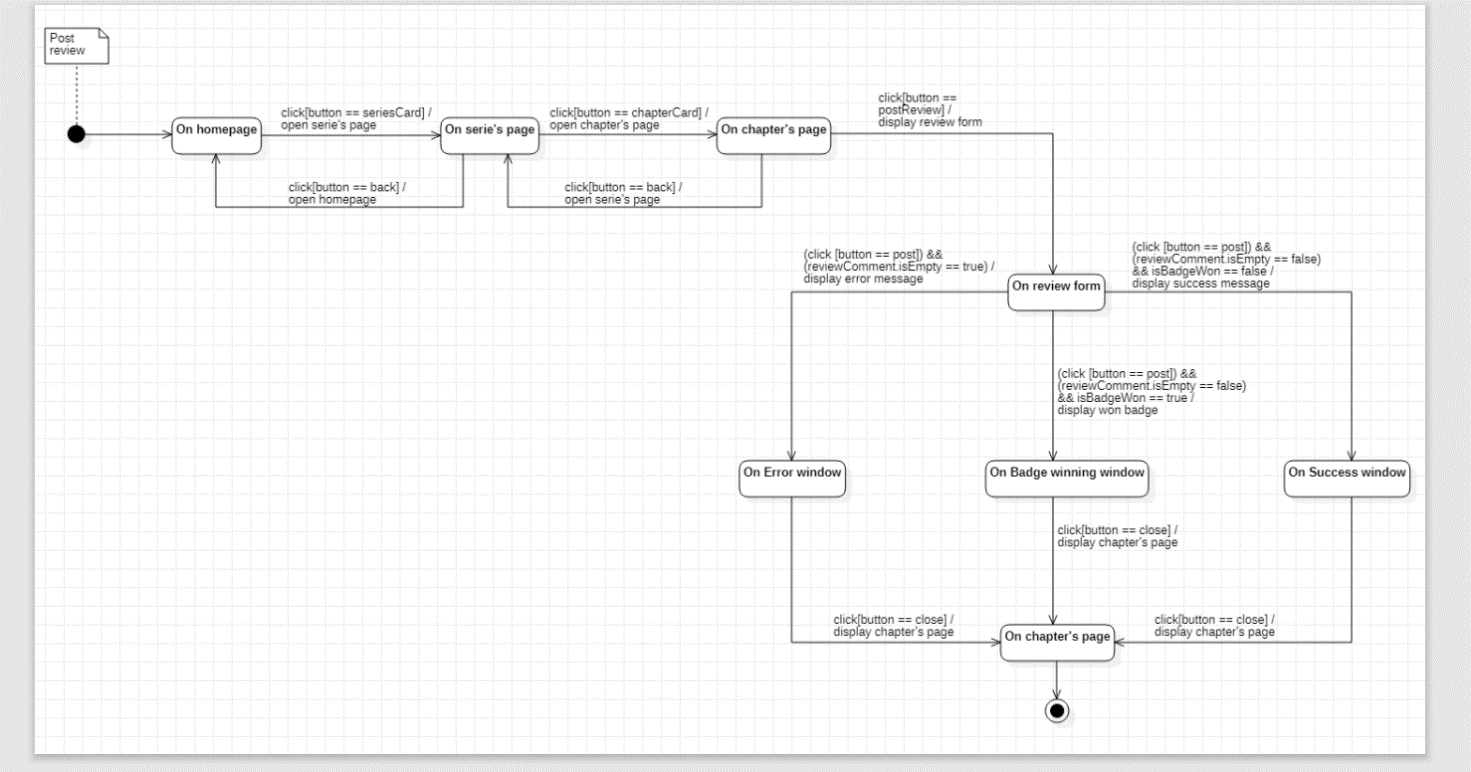 Post
review
click[button == seriesCard] /
open serie's page
click[button == chapterCard] /
open chapter's page
click[button ==
postReview] /
display review form
On homepage
On serie's page
On chapter's page
click[button == back] /
open homepage
click[button == back] /
open serie's page
(click [button == post]) &&
(reviewComment.isEmpty == true) /
display error message
(click [button == post]) &&
(reviewComment.isEmpty == false)
&& isBadgeWon == false /
display success message
On review form
(click [button == post]) &&
(reviewComment.isEmpty == false)
&& isBadgeWon == true /
display won badge
On Error window
On Badge winning window
On Success window
click[button == close] /
display chapter's page
click[button == close] /
display chapter's page
click[button == close] /
display chapter's page
On chapter's page